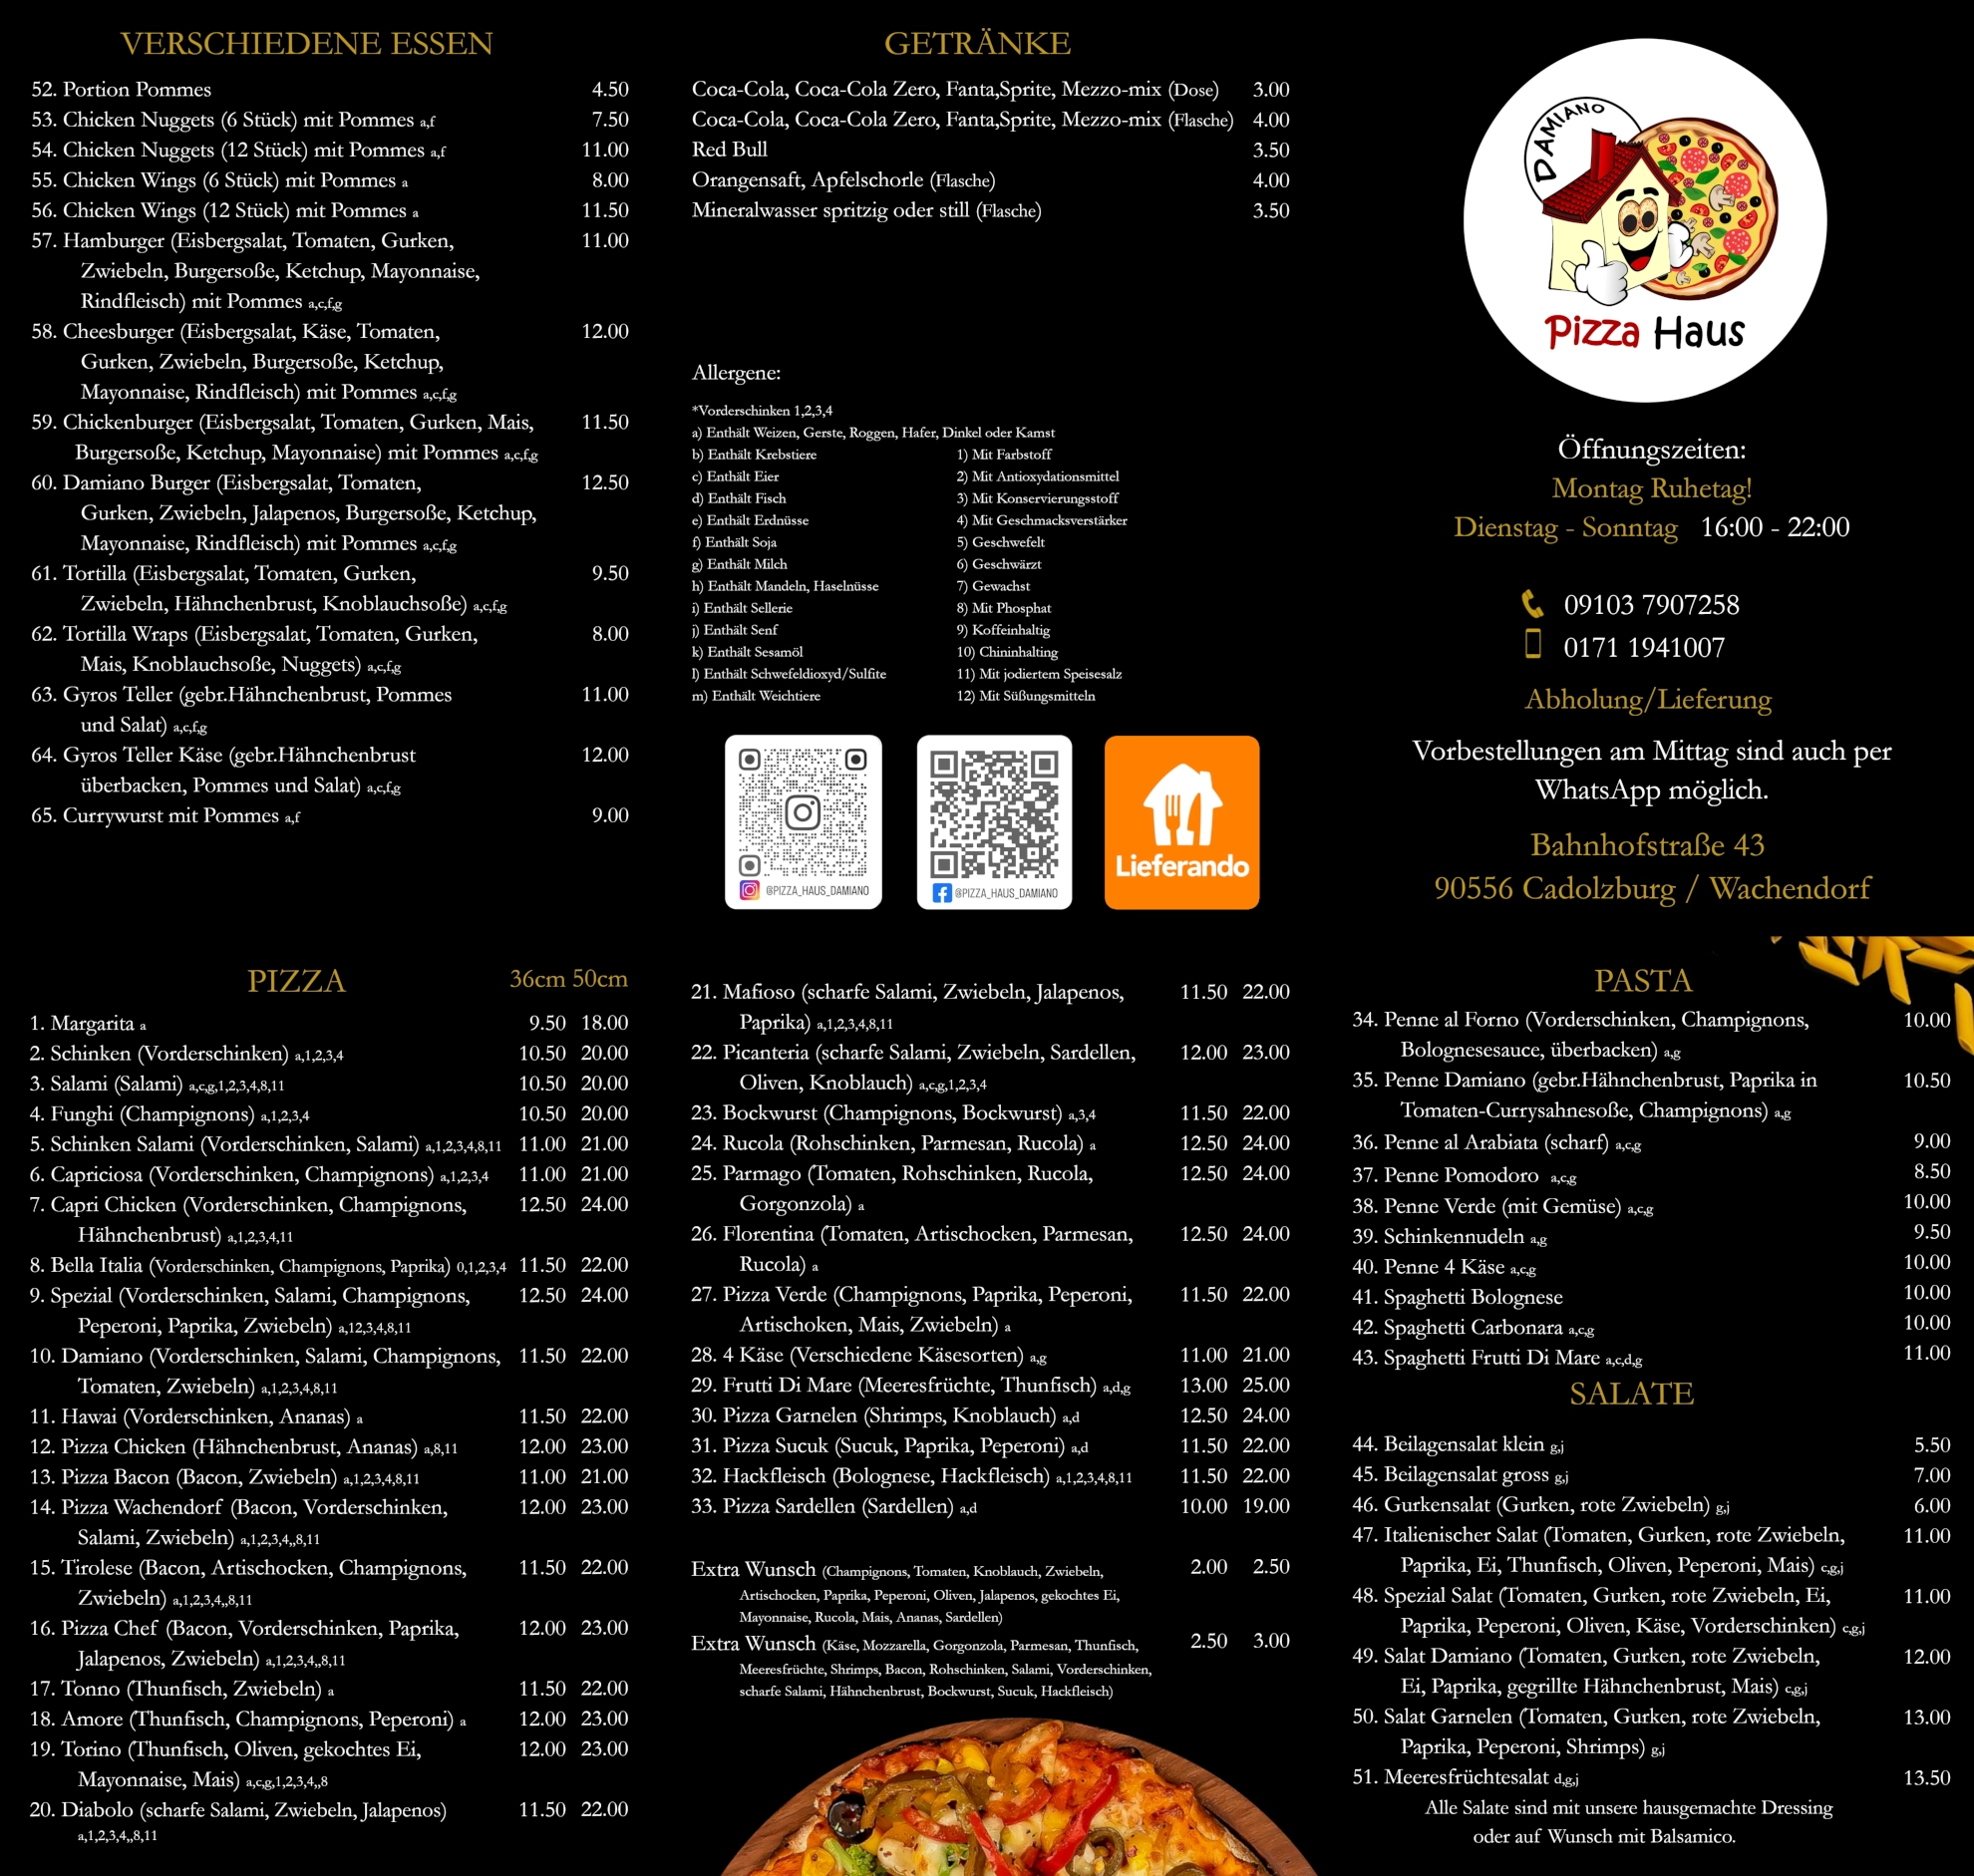 VERSCHIEDENE ESSEN
52. Portion Pommes 4.50
53. Chicken Nuggets (6 Stück) mit Pommes a,f 7.50
54. Chicken Nuggets (12 Stück) mit Pommes a,f 11.00
55. Chicken Wings (6 Stück) mit Pommes a 8.00
56. Chicken Wings (12 Stück) mit Pommes a 11.50
57. Hamburger (Eisbergsalat, Tomaten, Gurken, 11.00
Zwiebeln, Burgersoße, Ketchup, Mayonnaise,
Rindfleisch) mit Pommes a,c,f,g
58. Cheesburger (Eisbergsalat, Käse, Tomaten, 12.00
Gurken, Zwiebeln, Burgersoße, Ketchup,
Mayonnaise, Rindfleisch) mit Pommes a,c,f,g
59. Chickenburger (Eisbergsalat, Tomaten, Gurken, Mais, 11.50
Burgersoße, Ketchup, Mayonnaise) mit Pommes a,c,f,g
60. Damiano Burger (Eisbergsalat, Tomaten, 12.50
Gurken, Zwiebeln, Jalapenos, Burgersoße, Ketchup,
Mayonnaise, Rindfleisch) mit Pommes a,c,f,g
61. Tortilla (Eisbergsalat, Tomaten, Gurken, 9.50
Zwiebeln, Hähnchenbrust, Knoblauchsoße) a,c,f,g
62. Tortilla Wraps (Eisbergsalat, Tomaten, Gurken, 8.00
Mais, Knoblauchsoße, Nuggets) a,c,f,g
63. Gyros Teller (gebr.Hähnchenbrust, Pommes 11.00
und Salat) a,c,f,g
64. Gyros Teller Käse (gebr.Hähnchenbrust 12.00
überbacken, Pommes und Salat) a,c,f,g
65. Currywurst mit Pommes a,f 9.00
GETRÄNKE
Coca-Cola, Coca-Cola Zero, Fanta,Sprite, Mezzo-mix (Dose) 3.00
Coca-Cola, Coca-Cola Zero, Fanta,Sprite, Mezzo-mix (Flasche) 4.00
Red Bull 3.50
Orangensaft, Apfelschorle (Flasche) 4.00
Mineralwasser spritzig oder still (Flasche) 3.50
Allergene:
*Vorderschinken 1,2,3,4
a) Enthält Weizen, Gerste, Roggen, Hafer, Dinkel oder Kamst
b) Enthält Krebstiere 1) Mit Farbstoff
c) Enthält Eier 2) Mit Antioxydationsmittel
d) Enthält Fisch 3) Mit Konservierungsstoff
e) Enthält Erdnüsse 4) Mit Geschmacksverstärker
f) Enthält Soja 5) Geschwefelt
g) Enthält Milch 6) Geschwärzt
h) Enthält Mandeln, Haselnüsse 7) Gewachst
i) Enthält Sellerie 8) Mit Phosphat
j) Enthält Senf 9) Koffeinhaltig
k) Enthält Sesamöl 10) Chininhalting
l) Enthält Schwefeldioxyd/Sulfite 11) Mit jodiertem Speisesalz
m) Enthält Weichtiere 12) Mit Süßungsmitteln
@PIZZA_HAUS_DAMIANO
@PIZZA_HAUS_DAMIANO
Lieferando
DAMIANO
Pizza Haus
Öffnungszeiten:
Montag Ruhetag!
Dienstag - Sonntag 16:00 - 22:00
09103 7907258
0171 1941007
Abholung/Lieferung
Vorbestellungen am Mittag sind auch per
WhatsApp möglich.
Bahnhofstraße 43
90556 Cadolzburg / Wachendorf
PIZZA 36cm 50cm
1. Margarita a 9.50 18.00
2. Schinken (Vorderschinken) a,1,2,3,4 10.50 20.00
3. Salami (Salami) a,c,g,1,2,3,4,8,11 10.50 20.00
4. Funghi (Champignons) a,1,2,3,4 10.50 20.00
5. Schinken Salami (Vorderschinken, Salami) a,1,2,3,4,8,11 11.00 21.00
6. Capriciosa (Vorderschinken, Champignons) a,1,2,3,4 11.00 21.00
7. Capri Chicken (Vorderschinken, Champignons, 12.50 24.00
Hähnchenbrust) a,1,2,3,4,11
8. Bella Italia (Vorderschinken, Champignons, Paprika) 0,1,2,3,4 11.50 22.00
9. Spezial (Vorderschinken, Salami, Champignons, 12.50 24.00
Peperoni, Paprika, Zwiebeln) a,12,3,4,8,11
10. Damiano (Vorderschinken, Salami, Champignons, 11.50 22.00
Tomaten, Zwiebeln) a,1,2,3,4,8,11
11. Hawai (Vorderschinken, Ananas) a 11.50 22.00
12. Pizza Chicken (Hähnchenbrust, Ananas) a,8,11 12.00 23.00
13. Pizza Bacon (Bacon, Zwiebeln) a,1,2,3,4,8,11 11.00 21.00
14. Pizza Wachendorf (Bacon, Vorderschinken, 12.00 23.00
Salami, Zwiebeln) a,1,2,3,4,,8,11
15. Tirolese (Bacon, Artischocken, Champignons, 11.50 22.00
Zwiebeln) a,1,2,3,4,,8,11
16. Pizza Chef (Bacon, Vorderschinken, Paprika, 12.00 23.00
Jalapenos, Zwiebeln) a,1,2,3,4,,8,11
17. Tonno (Thunfisch, Zwiebeln) a 11.50 22.00
18. Amore (Thunfisch, Champignons, Peperoni) a 12.00 23.00
19. Torino (Thunfisch, Oliven, gekochtes Ei, 12.00 23.00
Mayonnaise, Mais) a,c,g,1,2,3,4,,8
20. Diabolo (scharfe Salami, Zwiebeln, Jalapenos) 11.50 22.00
a,1,2,3,4,,8,11
21. Mafioso (scharfe Salami, Zwiebeln, Jalapenos, 11.50 22.00
Paprika) a,1,2,3,4,8,11
22. Picanteria (scharfe Salami, Zwiebeln, Sardellen, 12.00 23.00
Oliven, Knoblauch) a,c,g,1,2,3,4
23. Bockwurst (Champignons, Bockwurst) a,3,4 11.50 22.00
24. Rucola (Rohschinken, Parmesan, Rucola) a 12.50 24.00
25. Parmago (Tomaten, Rohschinken, Rucola, 12.50 24.00
Gorgonzola) a
26. Florentina (Tomaten, Artischocken, Parmesan, 12.50 24.00
Rucola) a
27. Pizza Verde (Champignons, Paprika, Peperoni, 11.50 22.00
Artischoken, Mais, Zwiebeln) a
28. 4 Käse (Verschiedene Käsesorten) a,g 11.00 21.00
29. Frutti Di Mare (Meeresfrüchte, Thunfisch) a,d,g 13.00 25.00
30. Pizza Garnelen (Shrimps, Knoblauch) a,d 12.50 24.00
31. Pizza Sucuk (Sucuk, Paprika, Peperoni) a,d 11.50 22.00
32. Hackfleisch (Bolognese, Hackfleisch) a,1,2,3,4,8,11 11.50 22.00
33. Pizza Sardellen (Sardellen) a,d 10.00 19.00
Extra Wunsch (Champignons, Tomaten, Knoblauch, Zwiebeln, 2.00 2.50
Artischocken, Paprika, Peperoni, Oliven, Jalapenos, gekochtes Ei,
Mayonnaise, Rucola, Mais, Ananas, Sardellen)
Extra Wunsch (Käse, Mozzarella, Gorgonzola, Parmesan, Thunfisch, 2.50 3.00
Meeresfrüchte, Shrimps, Bacon, Rohschinken, Salami, Vorderschinken,
scharfe Salami, Hähnchenbrust, Bockwurst, Sucuk, Hackfleisch)
PASTA
34. Penne al Forno (Vorderschinken, Champignons, 10.00
Bolognesesauce, überbacken) a,g
35. Penne Damiano (gebr.Hähnchenbrust, Paprika in 10.50
Tomaten-Currysahnesoße, Champignons) a,g
36. Penne al Arabiata (scharf) a,c,g 9.00
37. Penne Pomodoro a,c,g 8.50
38. Penne Verde (mit Gemüse) a,c,g 10.00
39. Schinkennudeln a,g 9.50
40. Penne 4 Käse a,c,g 10.00
41. Spaghetti Bolognese 10.00
42. Spaghetti Carbonara a,c,g 10.00
43. Spaghetti Frutti Di Mare a,c,d,g 11.00
SALATE
44. Beilagensalat klein g,j 5.50
45. Beilagensalat gross g,j 7.00
46. Gurkensalat (Gurken, rote Zwiebeln) g,j 6.00
47. Italienischer Salat (Tomaten, Gurken, rote Zwiebeln, 11.00
Paprika, Ei, Thunfisch, Oliven, Peperoni, Mais) c,g,j
48. Spezial Salat (Tomaten, Gurken, rote Zwiebeln, Ei, 11.00
Paprika, Peperoni, Oliven, Käse, Vorderschinken) c,g,j
49. Salat Damiano (Tomaten, Gurken, rote Zwiebeln, 12.00
Ei, Paprika, gegrillte Hähnchenbrust, Mais) c,g,j
50. Salat Garnelen (Tomaten, Gurken, rote Zwiebeln, 13.00
Paprika, Peperoni, Shrimps) g,j
51. Meeresfrüchtesalat d,g,j 13.50
Alle Salate sind mit unsere hausgemachte Dressing
oder auf Wunsch mit Balsamico.